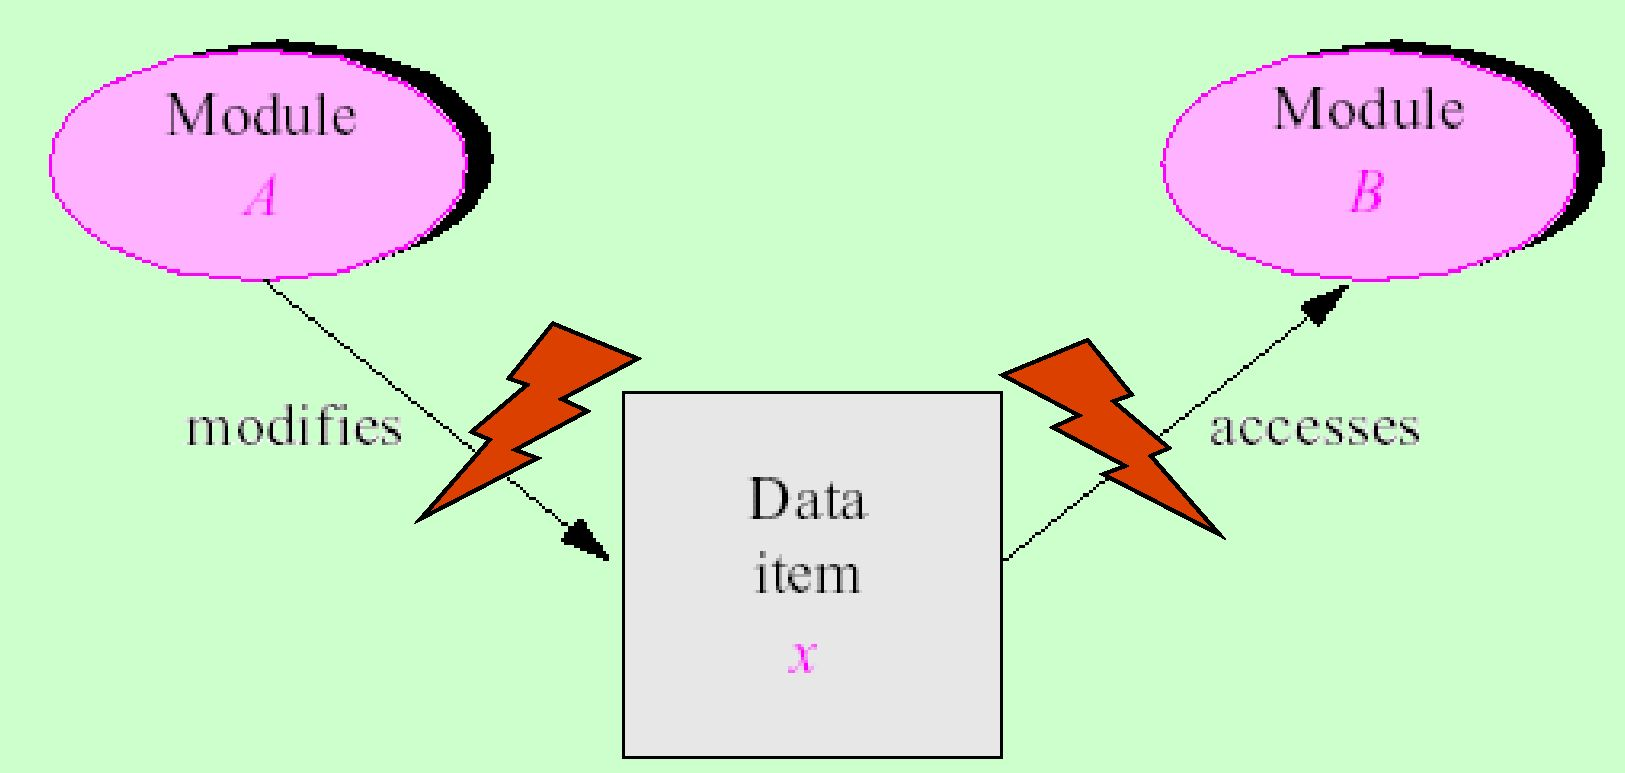 Module
A
Module
B
modifies
accesses
Data
item
x